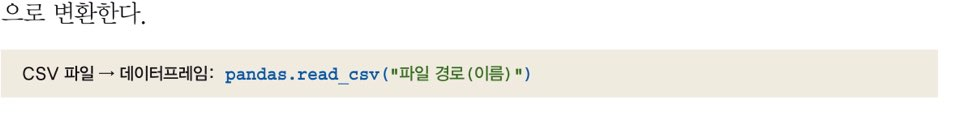 으로 변환한다.
CSV 파일 → 데이터프레임: pandas.read_csv("파일 경로(이름)")